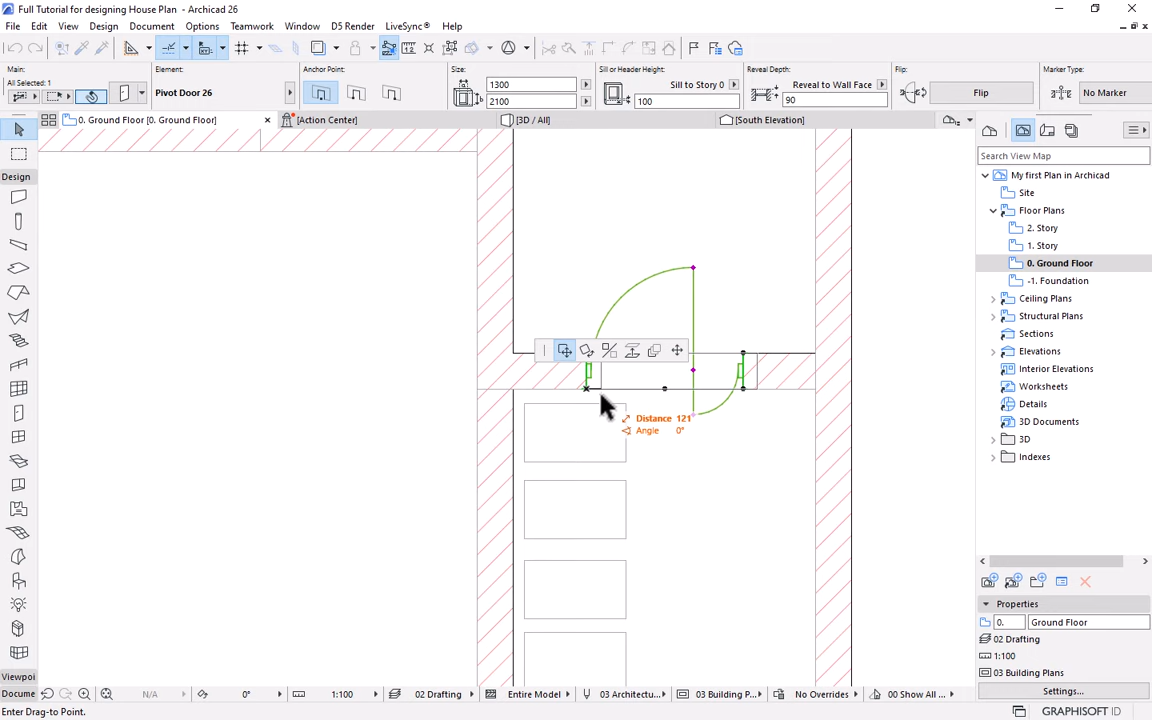 Full Tutorial for designing House Plan - Archicad 26
File Edit View Design Document Options Teamwork Window D5 Render LiveSync® Help
Main:
All Selected: 1
Element:
Pivot Door 26
Anchor Point:
Size:
1300
2100
Sill or Header Height:
Sill to Story 0
100
Reveal Depth:
Reveal to Wall Face
90
Flip:
Flip
Marker Type:
No Marker
0. Ground Floor [0. Ground Floor]
[Action Center]
[3D / All]
[South Elevation]
Design
Distance 121
Angle 0°
Viewpoi
Docume
Search View Map
My first Plan in Archicad
Site
Floor Plans
2. Story
1. Story
0. Ground Floor
-1. Foundation
Ceiling Plans
Structural Plans
Sections
Elevations
Interior Elevations
Worksheets
Details
3D Documents
3D
Indexes
Properties
0. Ground Floor
02 Drafting
1:100
03 Building Plans
Settings...
N/A 0° 1:100 02 Drafting Entire Model 03 Architectu... 03 Building P... No Overrides 00 Show All ...
Enter Drag-to Point.
GRAPHISOFT ID